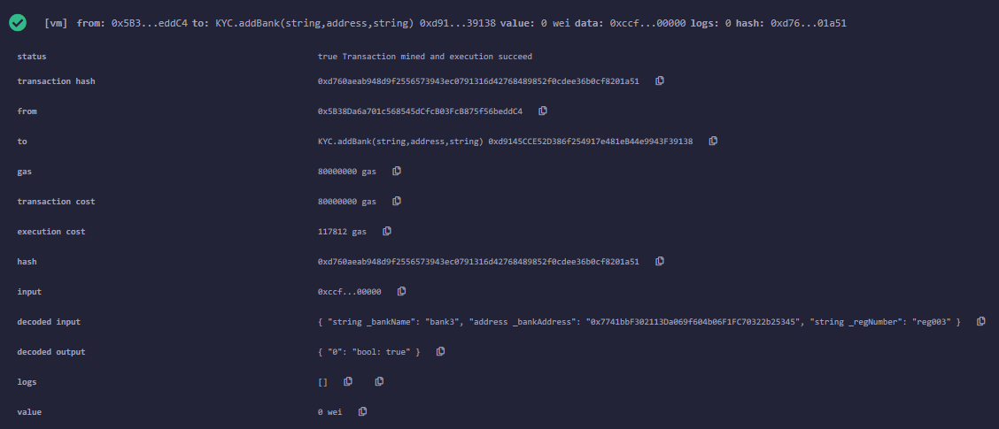 [vm] from: 0x5B3...eddC4 to: KYC.addBank(string,address,string) 0xd91...39138 value: 0 wei data: 0xccf...00000 logs: 0 hash: 0xd76...01a51
status true Transaction mined and execution succeed
transaction hash 0xd760aeab948d9f2556573943ec0791316d42768489852f0cdee36b0cf8201a51
from 0x5B38Da6a701c568545dCfcB03FcB875f56beddC4
to KYC.addBank(string,address,string) 0xd9145CCE52D386f254917e481eB44e9943F39138
gas 80000000 gas
transaction cost 80000000 gas
execution cost 117812 gas
hash 0xd760aeab948d9f2556573943ec0791316d42768489852f0cdee36b0cf8201a51
input 0xccf...00000
decoded input { "string _bankName": "bank3", "address _bankAddress": "0x7741bbF302113Da069f604b06F1FC70322b25345", "string _regNumber": "reg003" }
decoded output { "0": "bool: true" }
logs []
value 0 wei